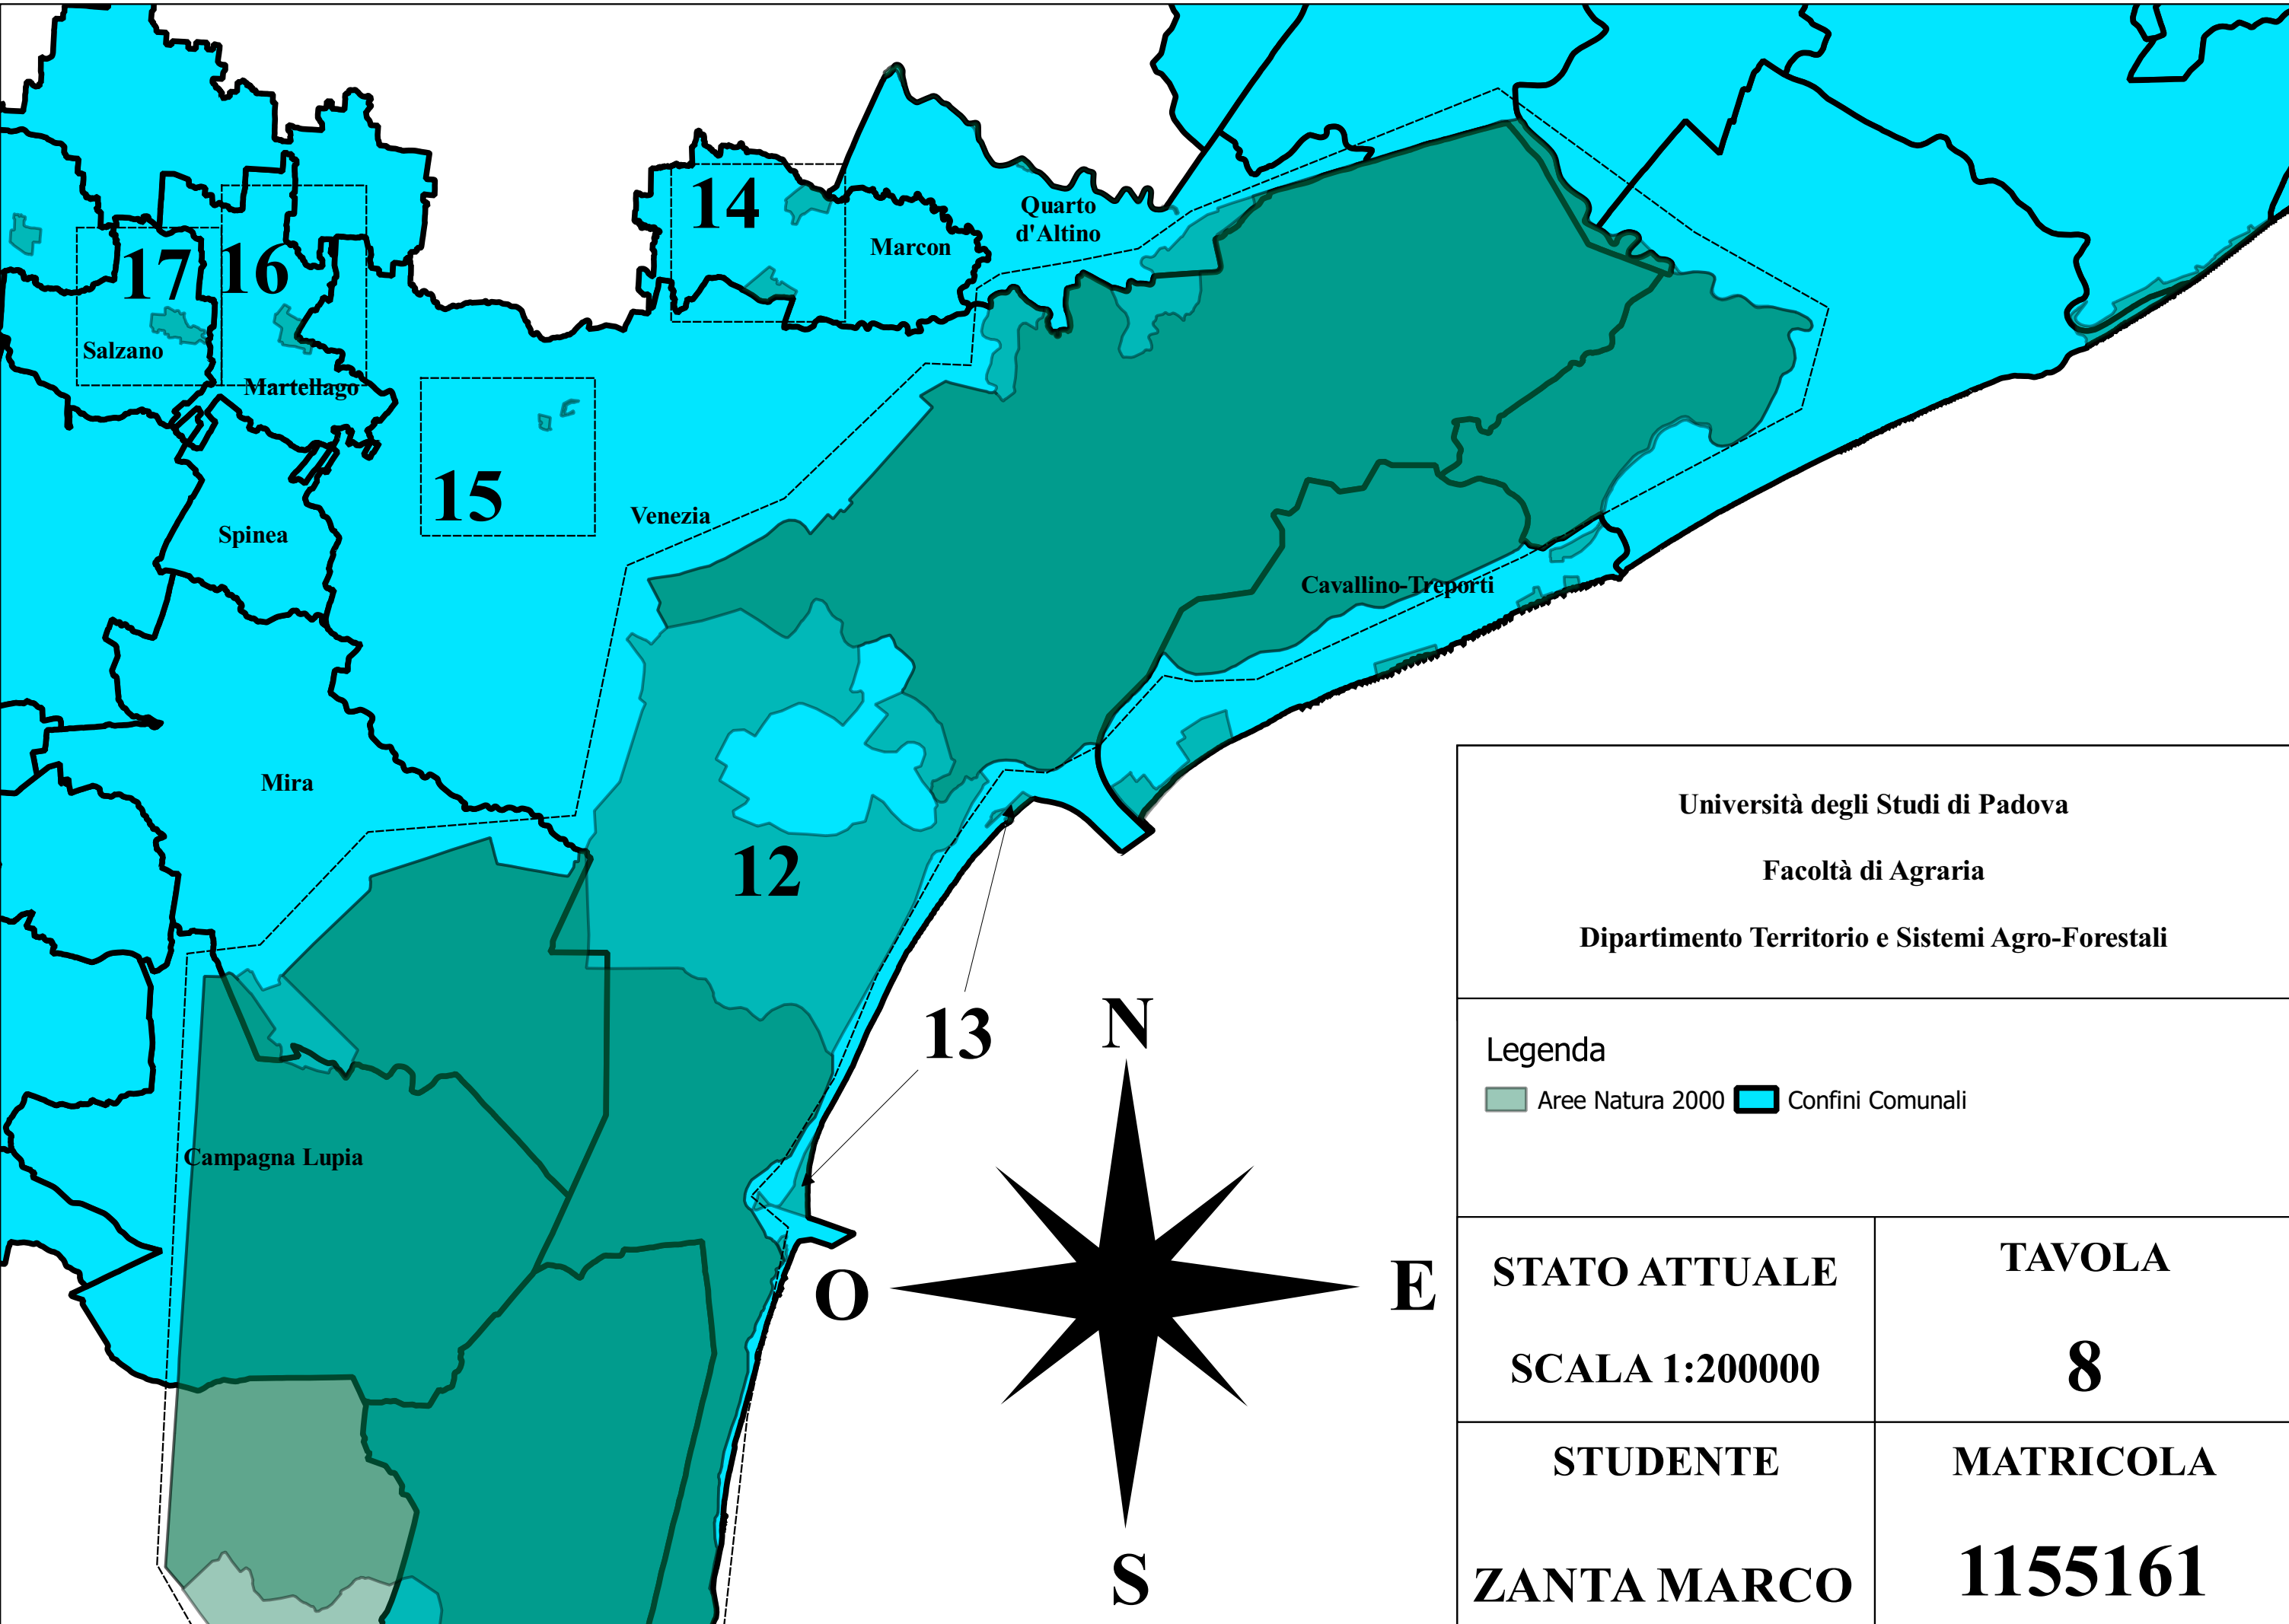 14
Quarto
d'Altino
Marcon
17
16
Salzano
Martellago
15
Venezia
Spinea
Cavallino-Treporti
Mira
12
13
Campagna Lupia
N
O
E
S
Università degli Studi di Padova
Facoltà di Agraria
Dipartimento Territorio e Sistemi Agro-Forestali
Legenda
Aree Natura 2000 Confini Comunali
STATO ATTUALE
SCALA 1:200000
TAVOLA
8
STUDENTE
ZANTA MARCO
MATRICOLA
1155161